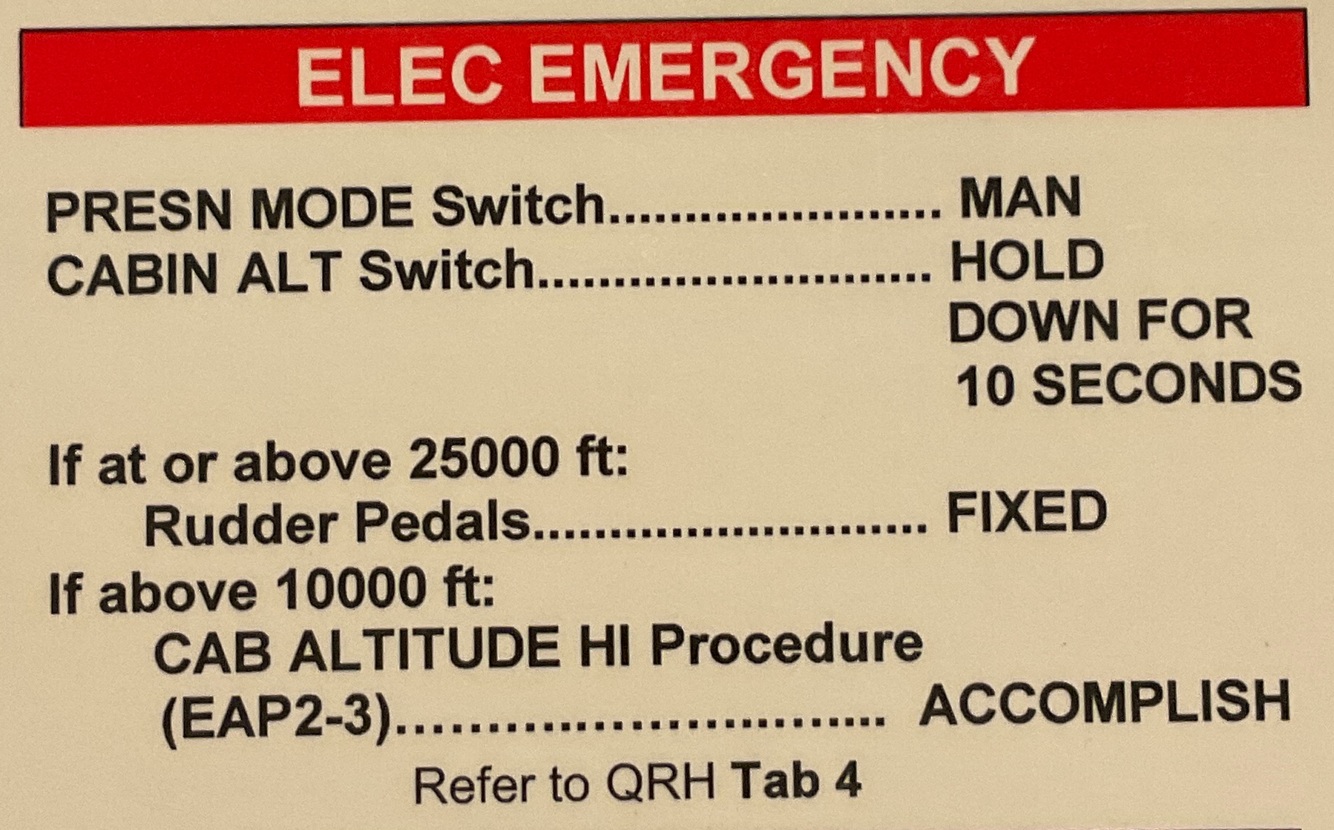 ELEC EMERGENCY
PRESN MODE Switch...................... MAN
CABIN ALT Switch.......................... HOLD
DOWN FOR
10 SECONDS
If at or above 25000 ft:
Rudder Pedals.......................... FIXED
If above 10000 ft:
CAB ALTITUDE HI Procedure
(EAP2-3)................................ ACCOMPLISH
Refer to QRH Tab 4